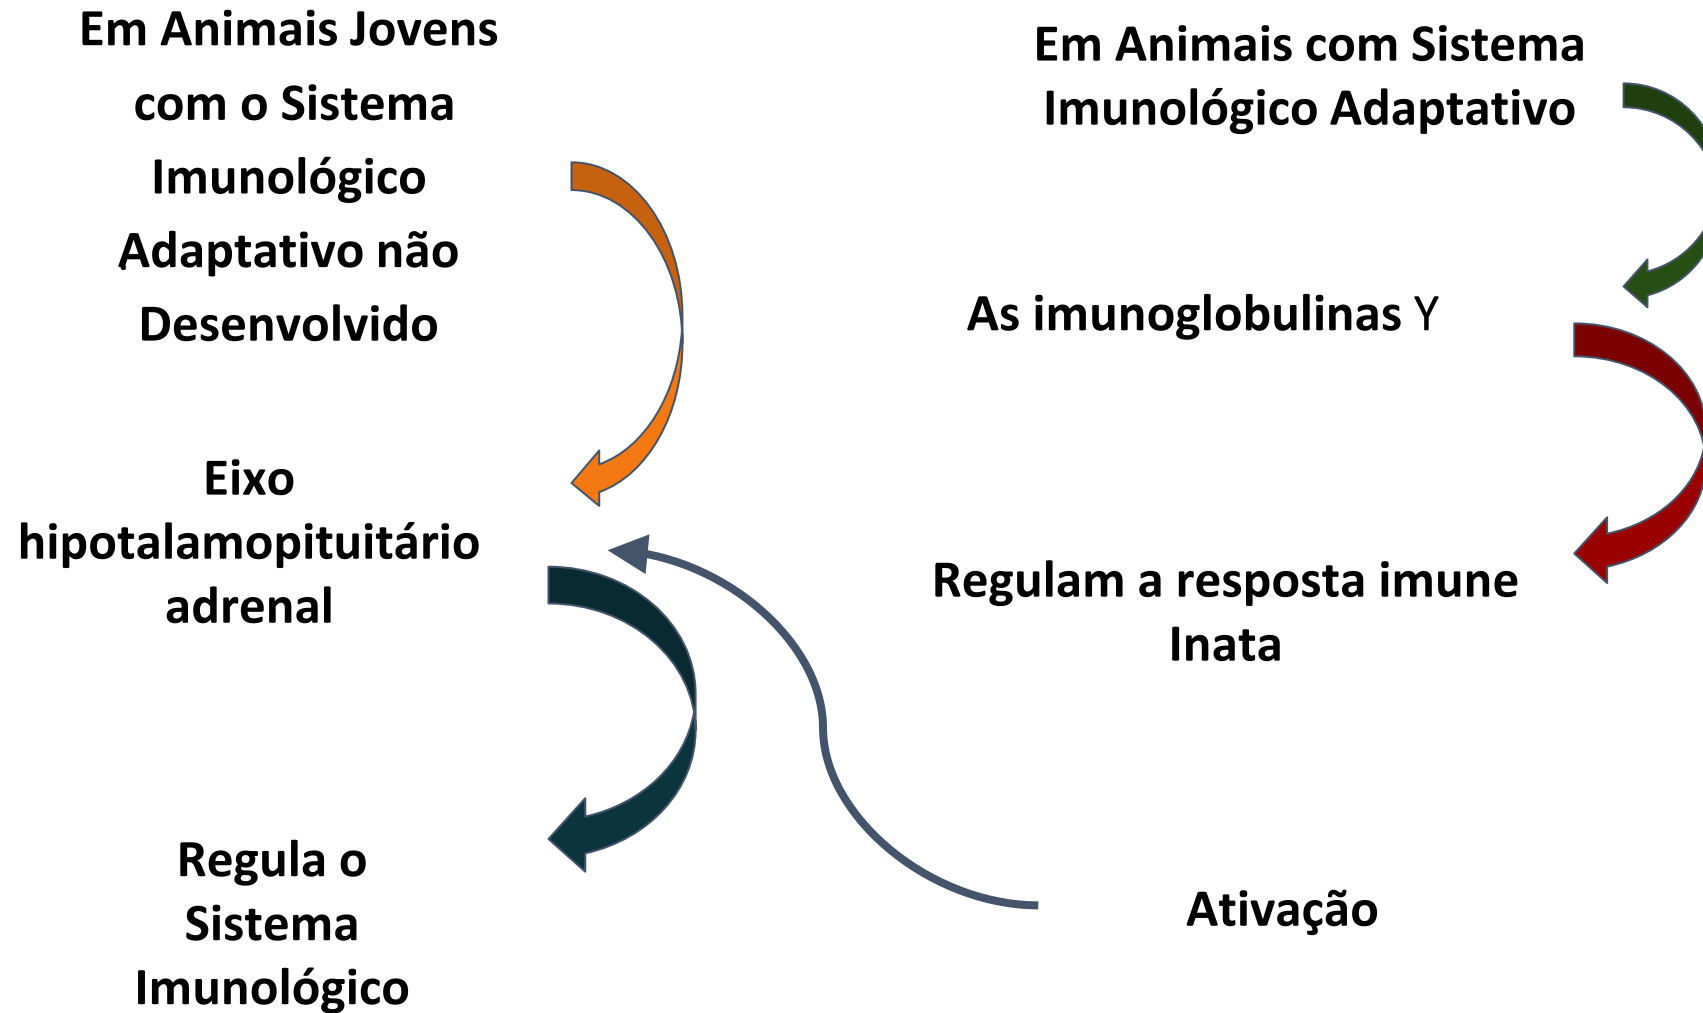 Em Animais Jovens
com o Sistema
Imunológico
Adaptativo não
Desenvolvido
Eixo
hipotalamopituitário
adrenal
Regula o
Sistema
Imunológico
Em Animais com Sistema
Imunológico Adaptativo
As imunoglobulinas Y
Regulam a resposta imune
Inata
Ativação